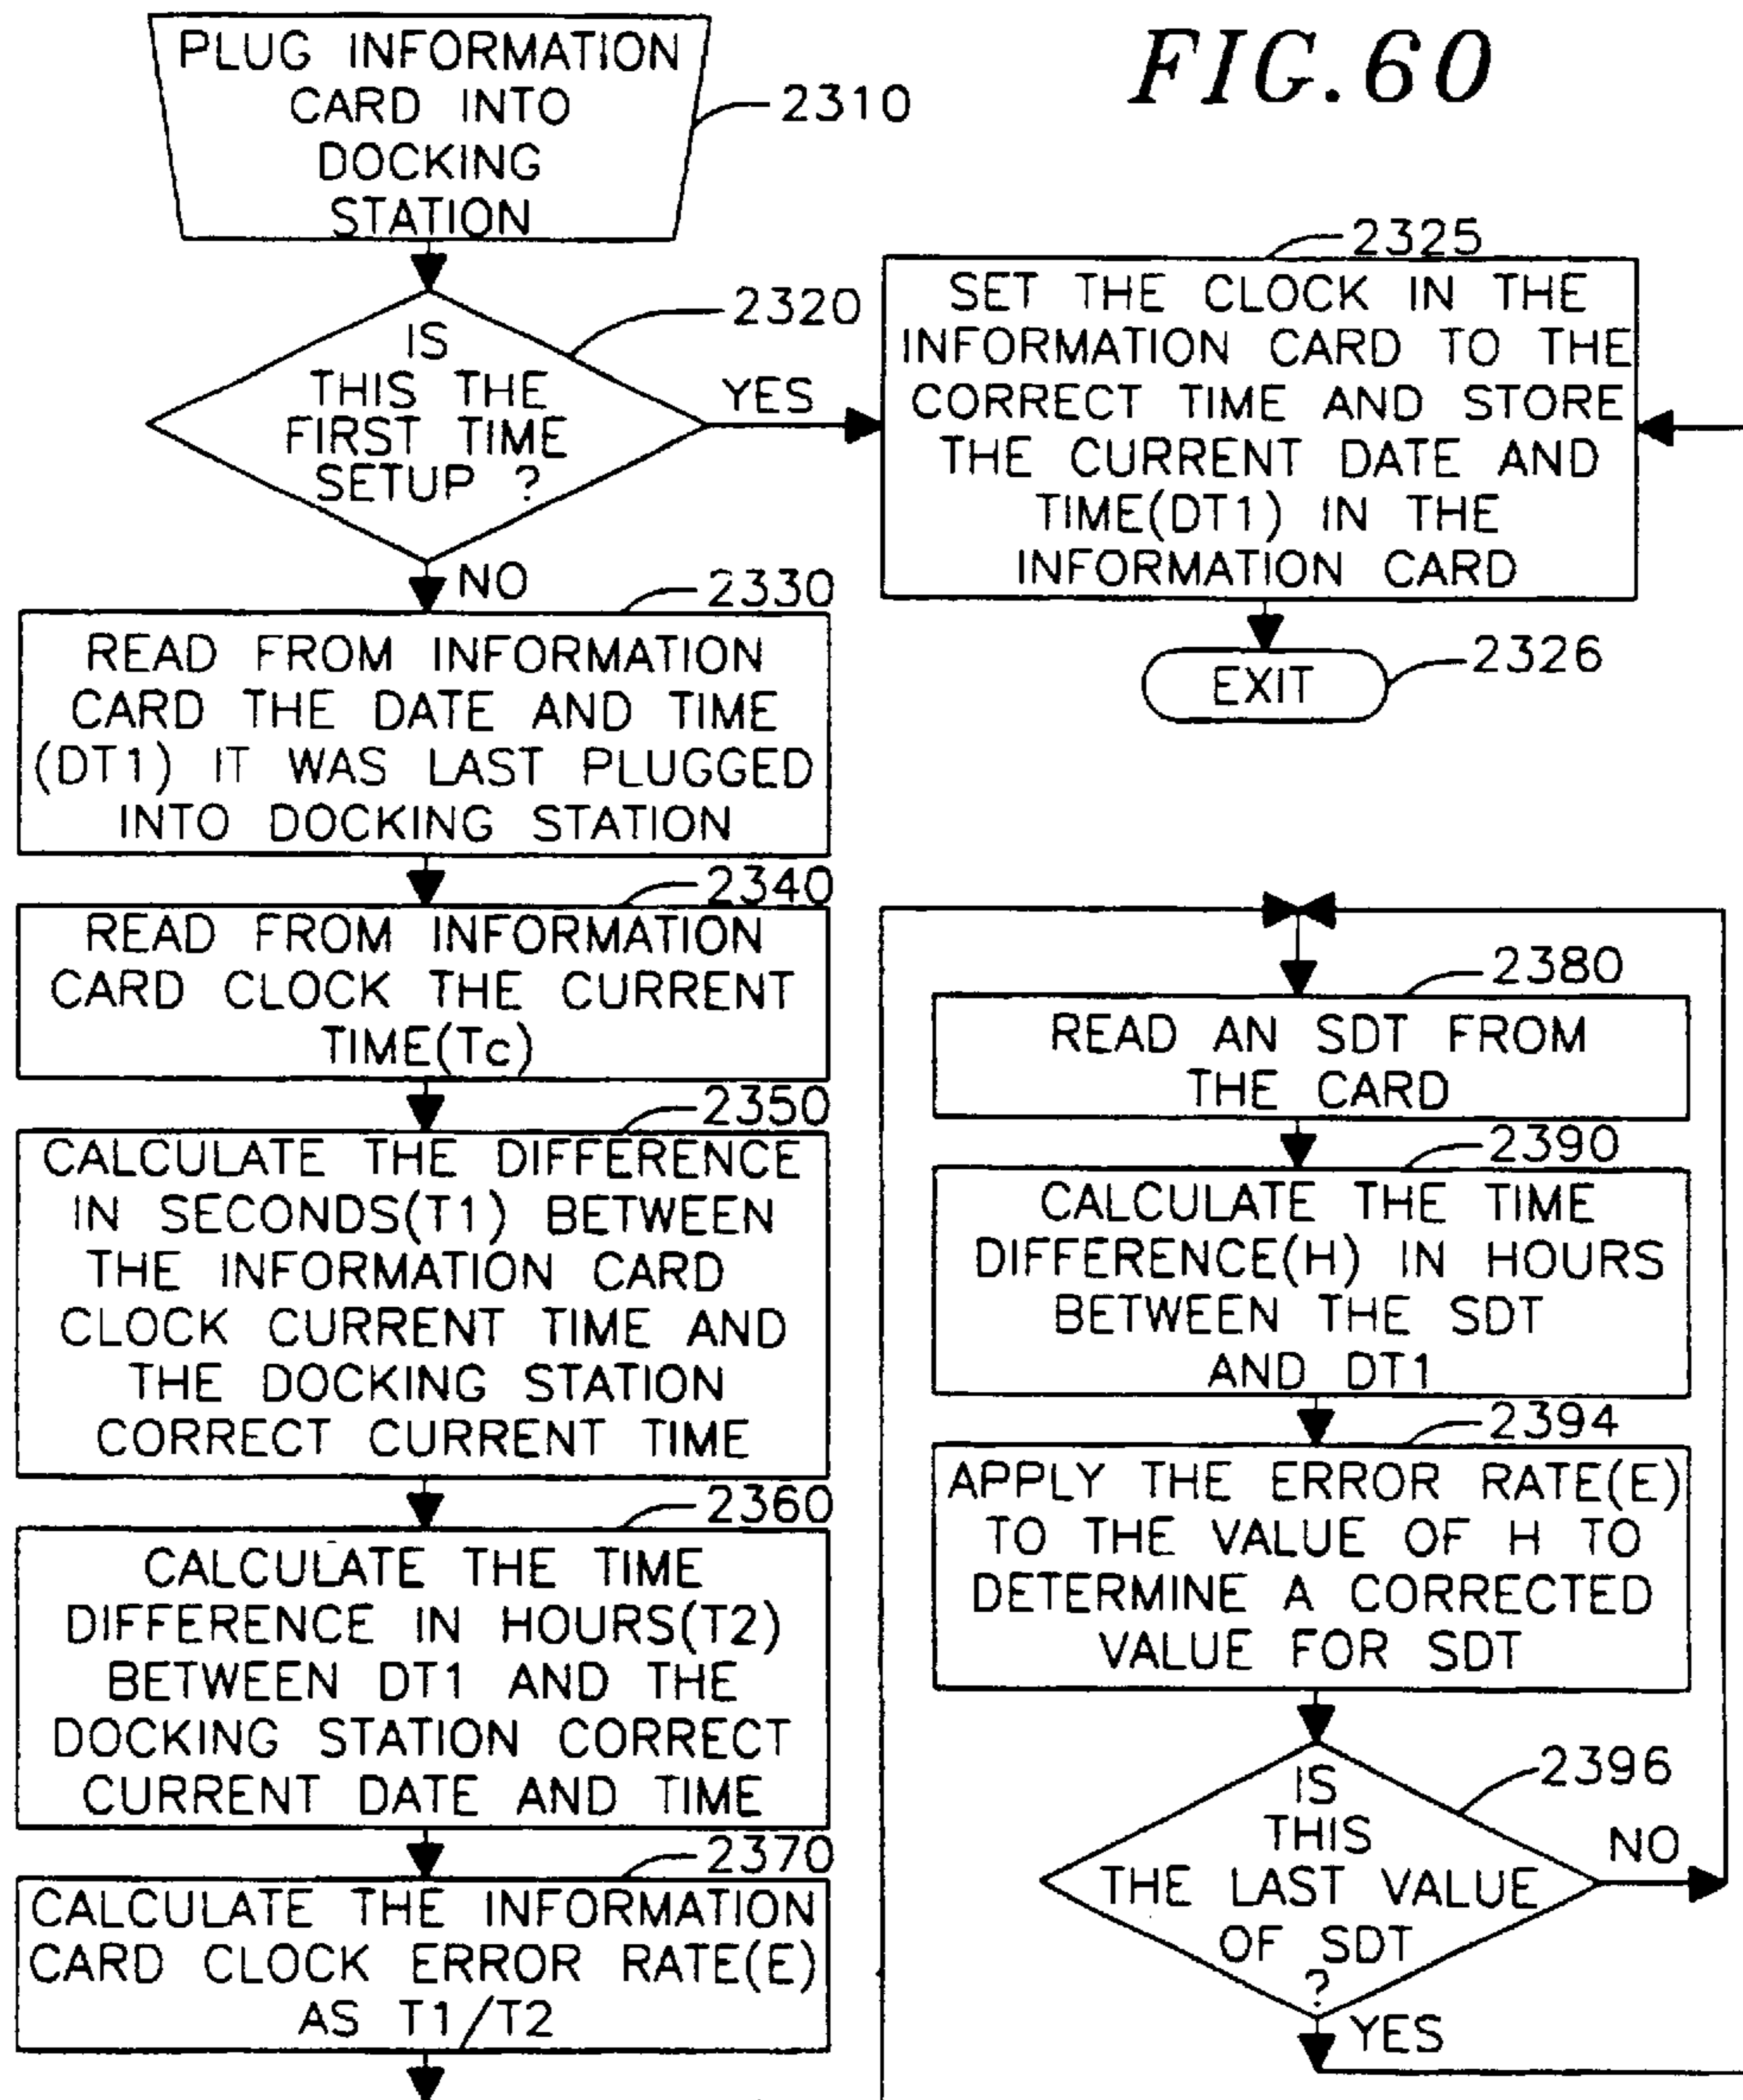 FIG.60
PLUG INFORMATION
CARD INTO
DOCKING
STATION
2310
2320
IS
THIS THE
FIRST TIME
SETUP ?
YES
NO
2325
SET THE CLOCK IN THE
INFORMATION CARD TO THE
CORRECT TIME AND STORE
THE CURRENT DATE AND
TIME(DT1) IN THE
INFORMATION CARD
EXIT
2326
2330
READ FROM INFORMATION
CARD THE DATE AND TIME
(DT1) IT WAS LAST PLUGGED
INTO DOCKING STATION
2340
READ FROM INFORMATION
CARD CLOCK THE CURRENT
TIME(Tc)
2350
CALCULATE THE DIFFERENCE
IN SECONDS(T1) BETWEEN
THE INFORMATION CARD
CLOCK CURRENT TIME AND
THE DOCKING STATION
CORRECT CURRENT TIME
2360
CALCULATE THE TIME
DIFFERENCE IN HOURS(T2)
BETWEEN DT1 AND THE
DOCKING STATION CORRECT
CURRENT DATE AND TIME
2370
CALCULATE THE INFORMATION
CARD CLOCK ERROR RATE(E)
AS T1/T2
2380
READ AN SDT FROM
THE CARD
2390
CALCULATE THE TIME
DIFFERENCE(H) IN HOURS
BETWEEN THE SDT
AND DT1
2394
APPLY THE ERROR RATE(E)
TO THE VALUE OF H TO
DETERMINE A CORRECTED
VALUE FOR SDT
2396
IS
THIS
THE LAST VALUE
OF SDT
?
NO
YES